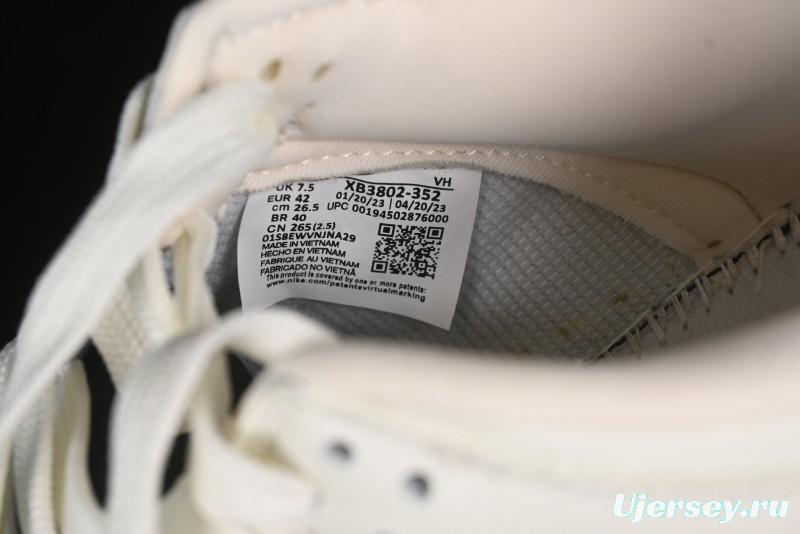 UK 7.5
EUR 42
cm 26.5
BR 40
CN 265 (2.5)
01S8EWVNJNA29
MADE IN VIETNAM
HECHO EN VIETNAM
FABRIQUE AU VIETNAM
FABRICADO NO VIETNÃ
This product is covered by one or more patents:
www.nike.com/patentsvirtualmarking
VH
XB3802-352
01/20/23 | 04/20/23
UPC 00194502876000
Ujersey.ru